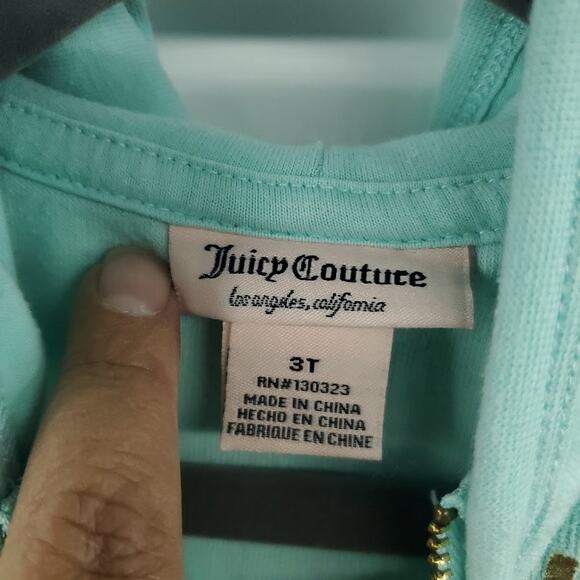 Juicy Couture
los angeles, california
3T
RN#130323
MADE IN CHINA
HECHO EN CHINA
FABRIQUE EN CHINE